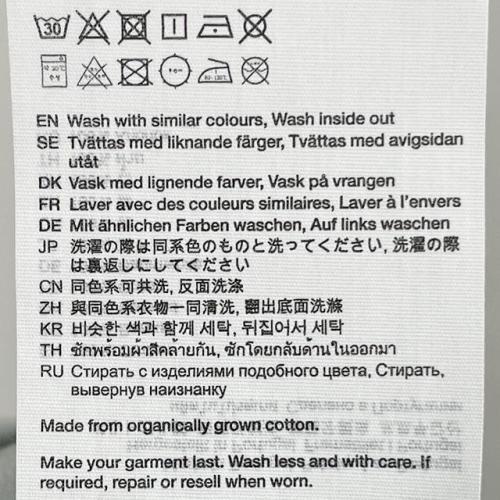 30
EN Wash with similar colours, Wash inside out
SE Tvättas med liknande färger, Tvättas med avigsidan
utåt
DK Vask med lignende farver, Vask på vrangen
FR Laver avec des couleurs similaires, Laver à l'envers
DE Mit ähnlichen Farben waschen, Auf links waschen
JP 洗濯の際は同系色のものと洗ってください, 洗濯の際
は裏返しにしてください
CN 同色系可共洗, 反面洗涤
ZH 與同色系衣物一同清洗, 翻出底面洗滌
KR 비슷한 색과 함께 세탁, 뒤집어서 세탁
TH ซักพร้อมผ้าสีคล้ายกัน, ซักโดยกลับด้านในออกมา
RU Стирать с изделиями подобного цвета, Стирать,
вывернув наизнанку
Made from organically grown cotton.
Make your garment last. Wash less and with care. If
required, repair or resell when worn.